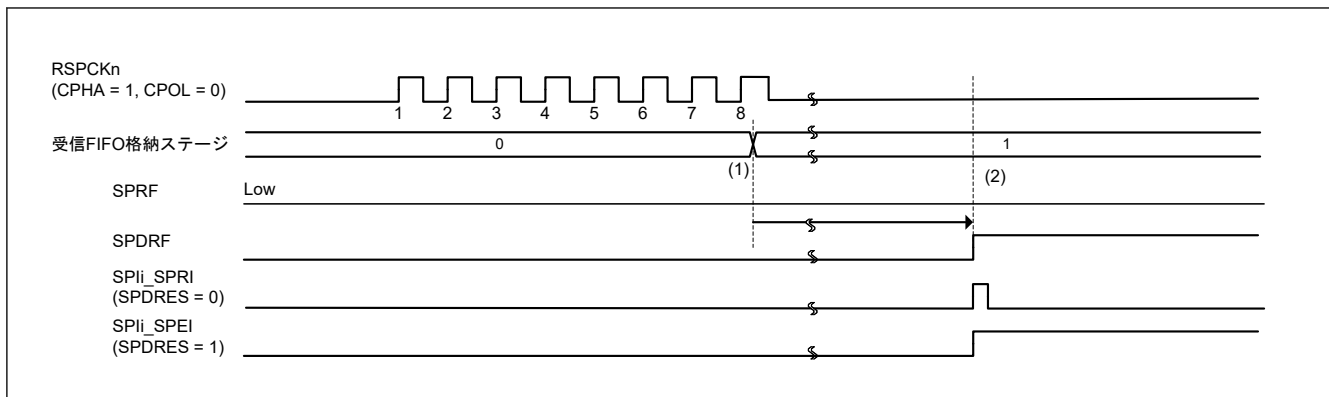 RSPCKn
(CPHA = 1, CPOL = 0)
1 2 3 4 5 6 7 8
受信FIFO格納ステージ
0
1
(1)
(2)
SPRF
Low
SPDRF
SPIi_SPRI
(SPDRES = 0)
SPIi_SPEI
(SPDRES = 1)